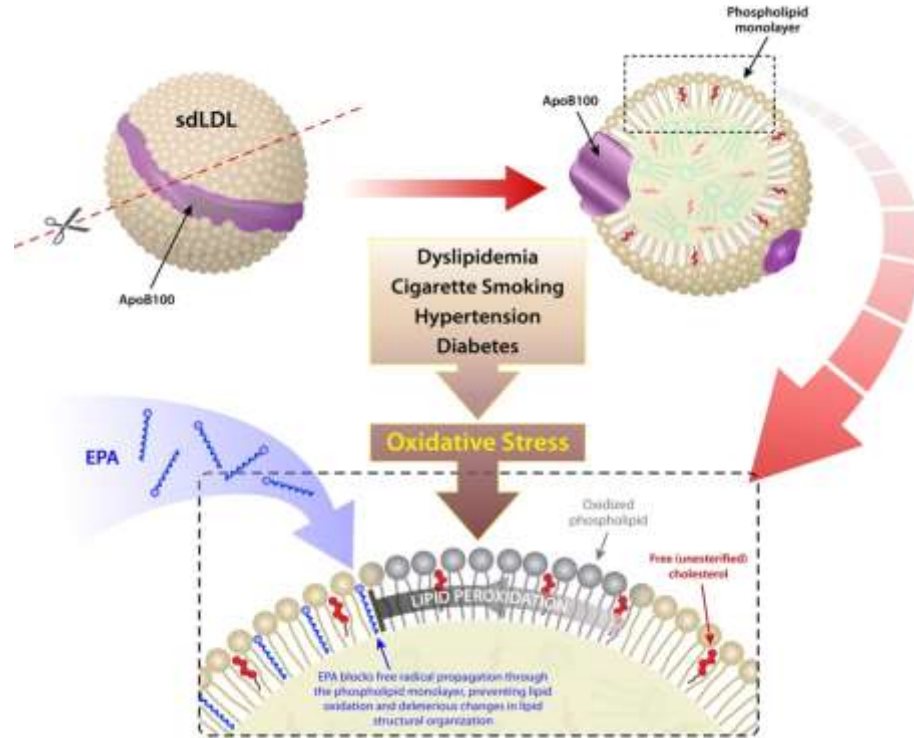 Phospholipid
monolayer
sdLDL
ApoB100
ApoB100
Dyslipidemia
Cigarette Smoking
Hypertension
Diabetes
EPA
Oxidative Stress
Oxidized
phospholipid
Free (unesterified)
cholesterol
LIPID PEROXIDATION
EPA blocks free radical propagation through
the phospholipid monolayer, preventing lipid
oxidation and deleterious changes in lipid
structural organization